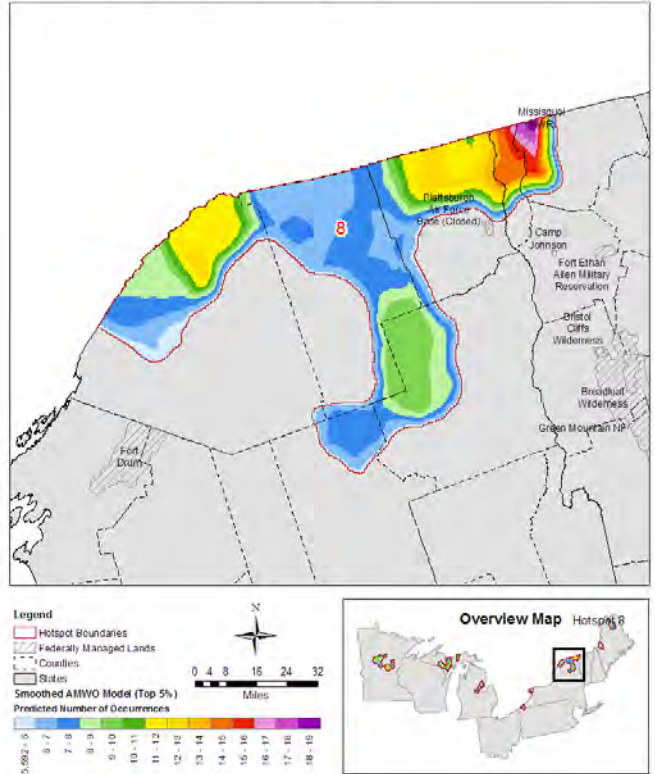 Missisquoi
NWR
8
Plattsburgh
Air Force
Base (Closed)
Camp
Johnson
Fort Ethan
Allen Military
Reservation
Bristol
Cliffs
Wilderness
Breadloaf
Wilderness
Green Mountain NF
Fort
Drum
Legend
Hotspot Boundaries
Federally Managed Lands
Counties
States
Smoothed AMWO Model (Top 5%)
Predicted Number of Occurrences
5.692 - 6
6 - 7
7 - 8
8 - 9
9 - 10
10 - 11
11 - 12
12 - 13
13 - 14
14 - 15
15 - 16
16 - 17
17 - 18
18 - 19
N
0 4 8 16 24 32
Miles
Overview Map Hotspot 8